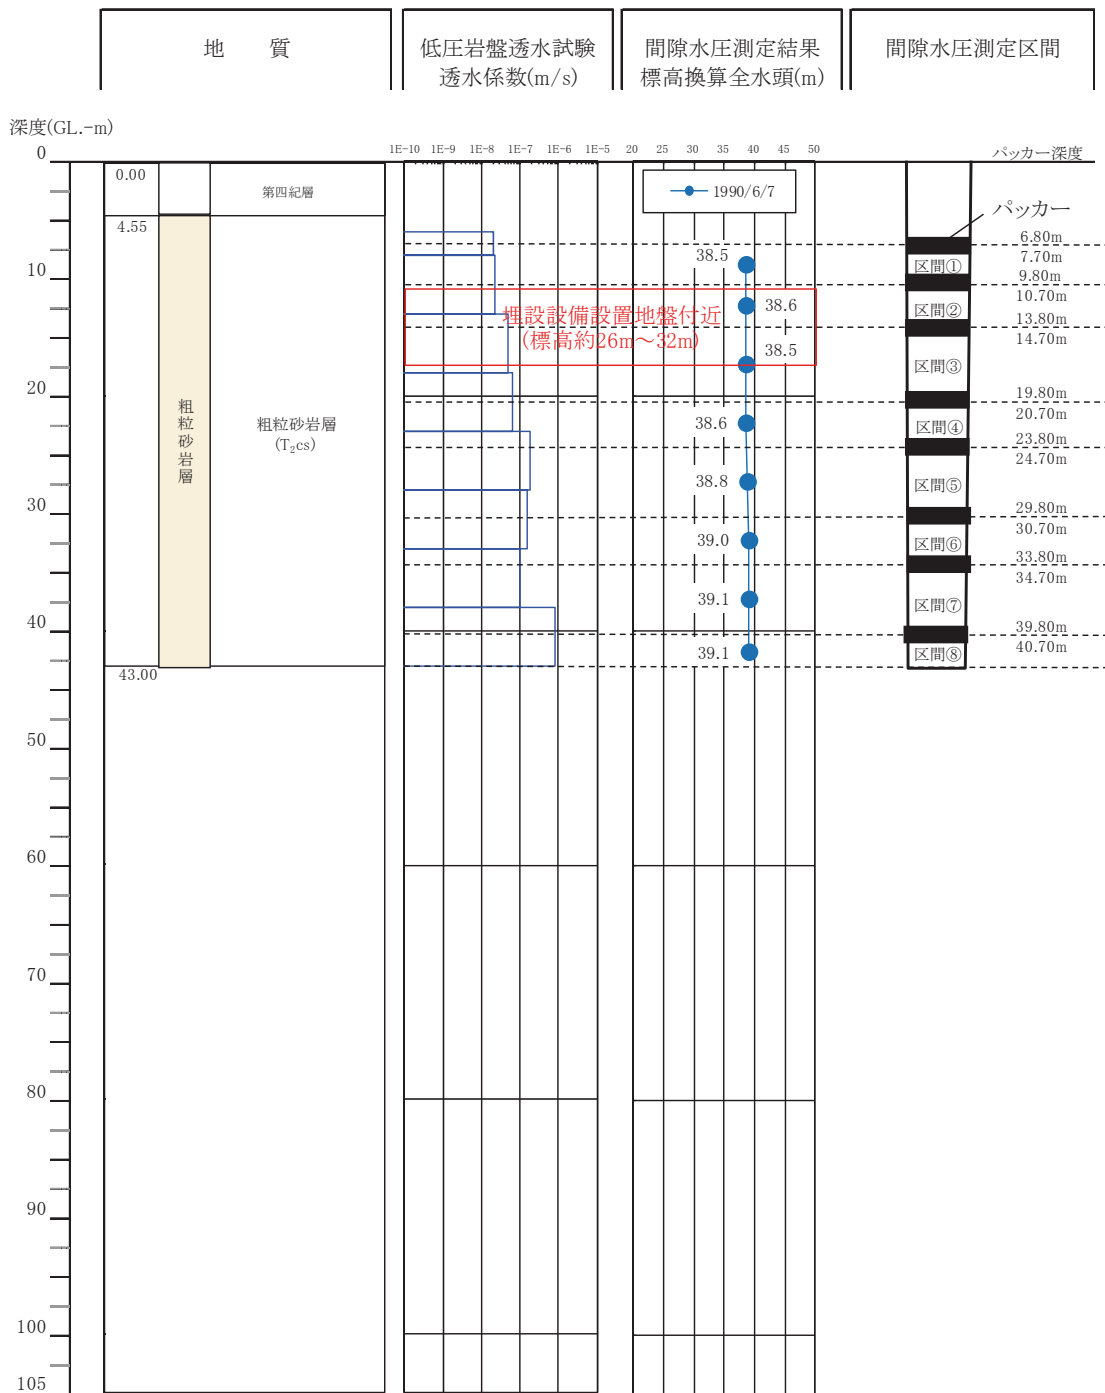 地 質
低圧岩盤透水試験
透水係数(m/s)
間隙水圧測定結果
標高換算全水頭(m)
間隙水圧測定区間
深度(GL.-m)
0
10
20
30
40
50
60
70
80
90
100
105
0.00
第四紀層
4.55
粗粒砂岩層
粗粒砂岩層
(T₂cs)
43.00
1E-10 1E-9 1E-8 1E-7 1E-6 1E-5
20 25 30 35 40 45 50
1990/6/7
38.5
38.6
38.5
38.6
38.8
39.0
39.1
39.1
埋設設備設置地盤付近
(標高約26m～32m)
パッカー深度
パッカー
区間①
区間②
区間③
区間④
区間⑤
区間⑥
区間⑦
区間⑧
6.80m
7.70m
9.80m
10.70m
13.80m
14.70m
19.80m
20.70m
23.80m
24.70m
29.80m
30.70m
33.80m
34.70m
39.80m
40.70m